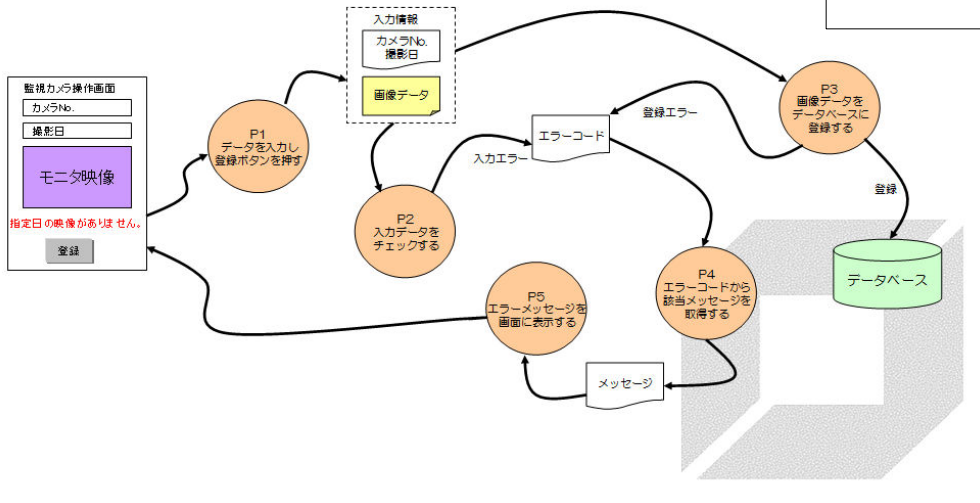 監視カメラ操作画面
カメラNo.
撮影日
モニタ映像
指定日の映像がありません。
登録
P1
データを入力し
登録ボタンを押す
入力情報
カメラNo.
撮影日
画像データ
P2
入力データを
チェックする
入力エラー
エラーコード
登録エラー
P3
画像データを
データベースに
登録する
登録
データベース
P4
エラーコードから
該当メッセージを
取得する
メッセージ
P5
エラーメッセージを
画面に表示する